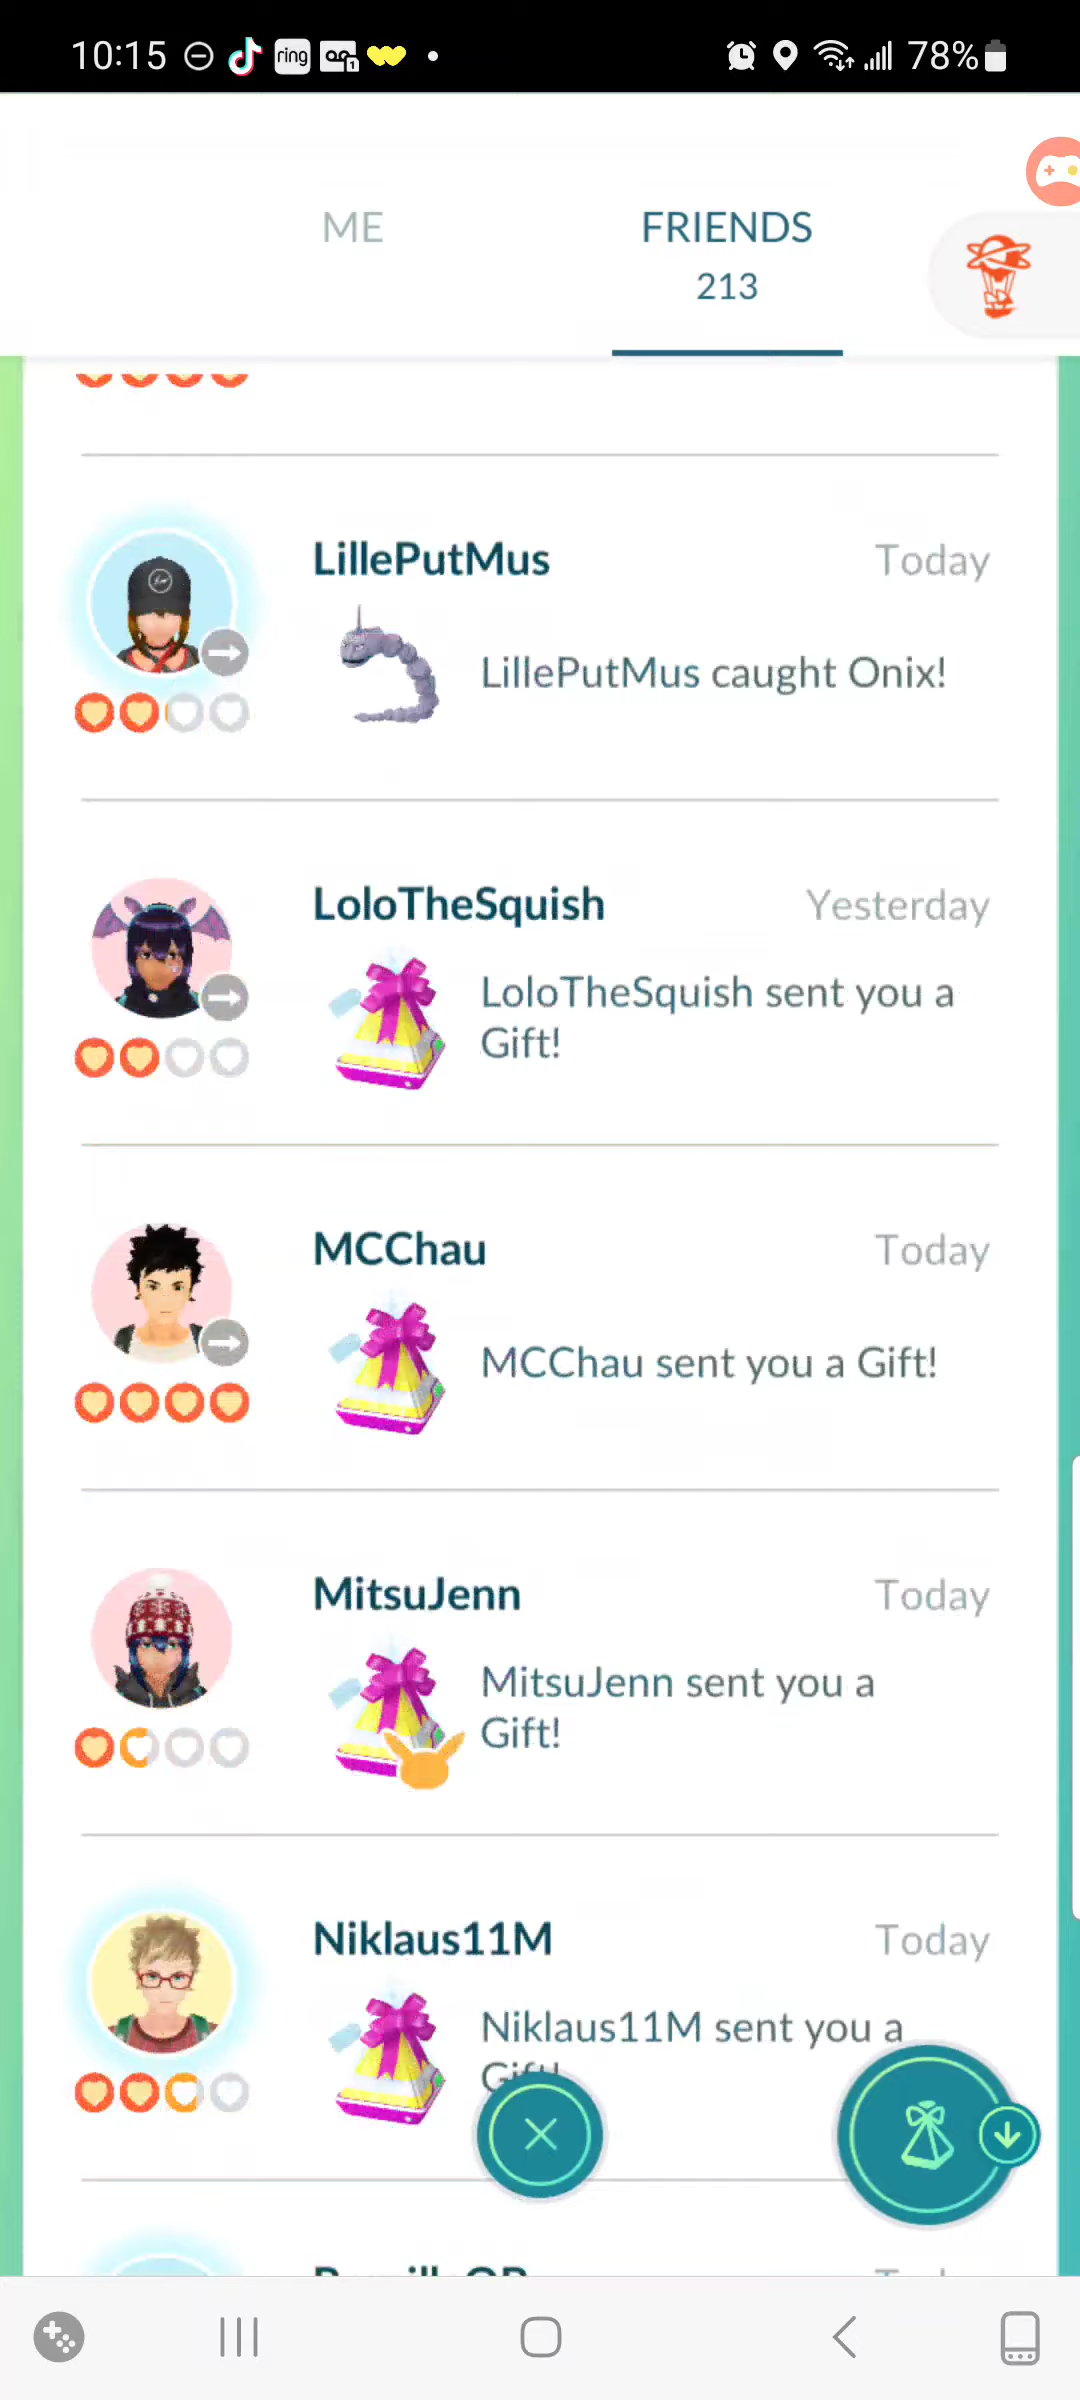 10:15
ring
78%
ME
FRIENDS
213
LillePutMus
Today
LillePutMus caught Onix!
LoloTheSquish
Yesterday
LoloTheSquish sent you a
Gift!
MCChau
Today
MCChau sent you a Gift!
MitsuJenn
Today
MitsuJenn sent you a
Gift!
Niklaus11M
Today
Niklaus11M sent you a
Gift!